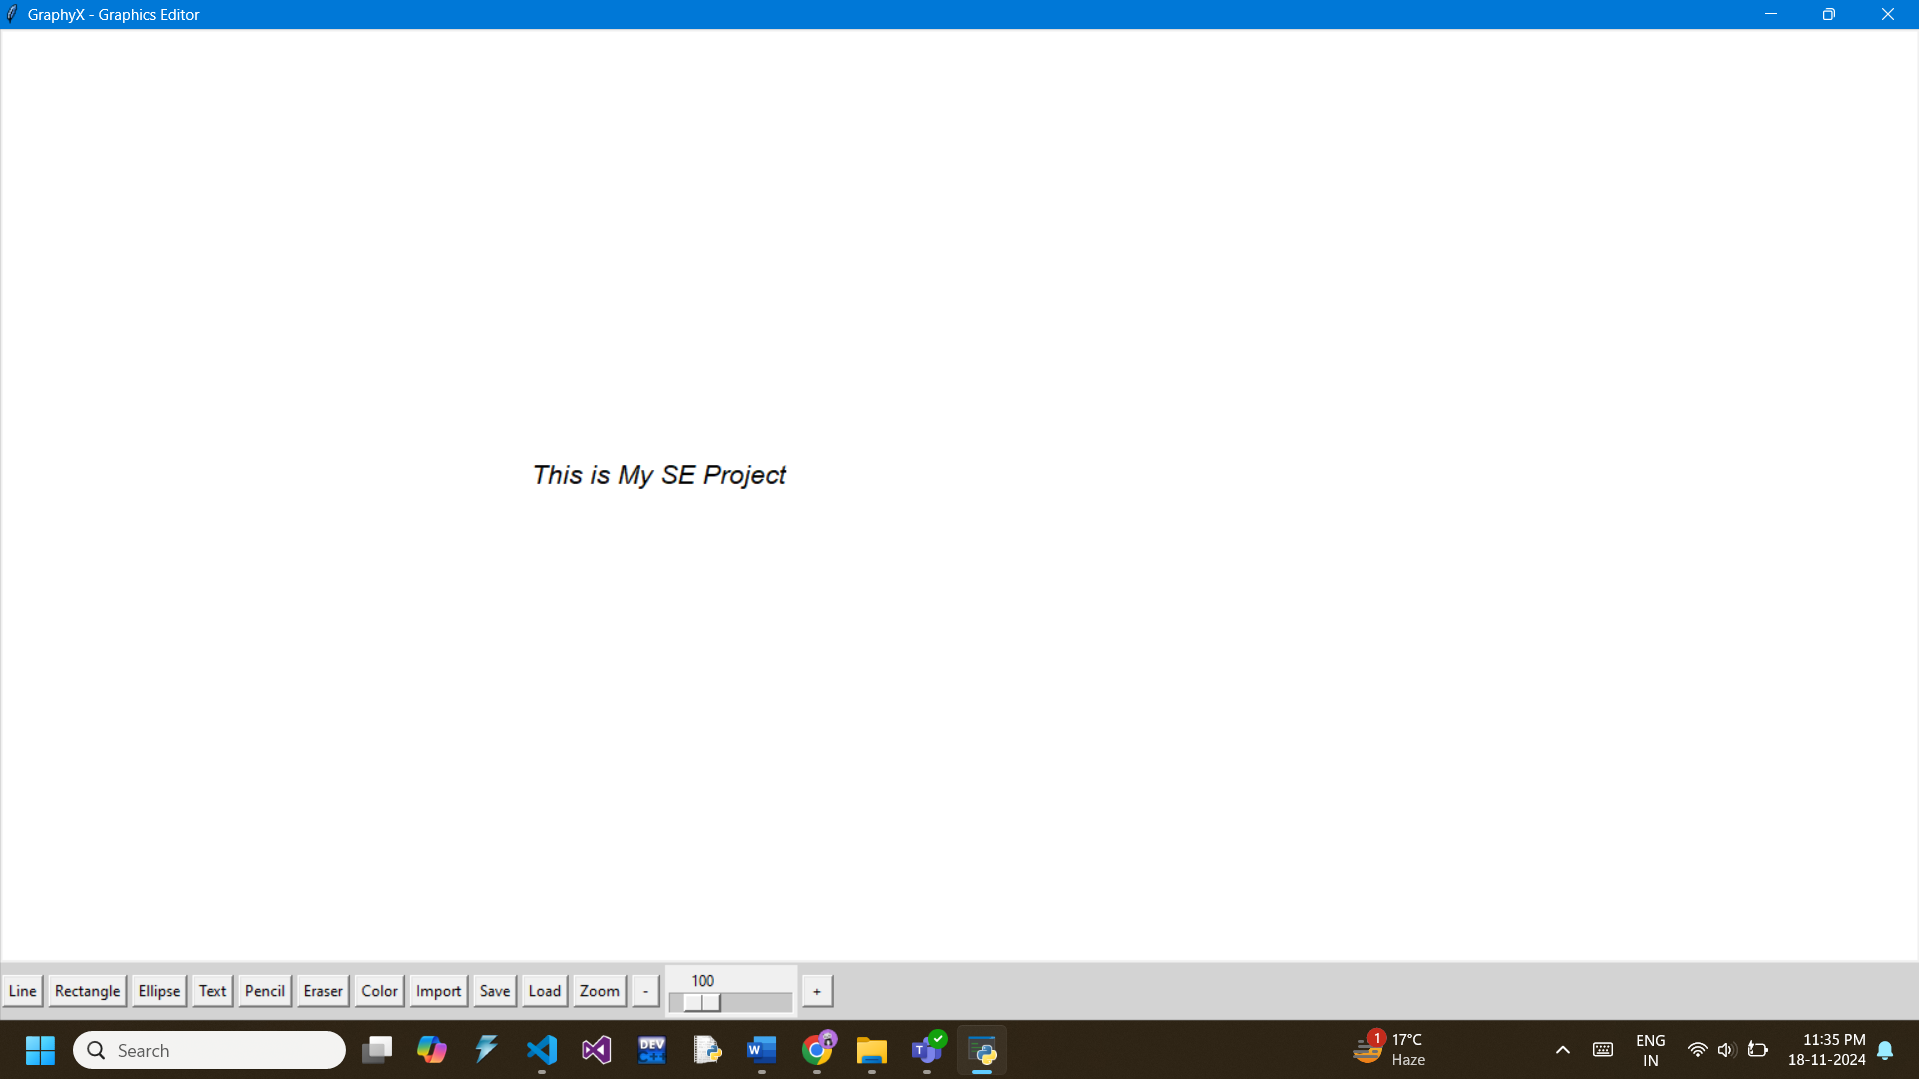 GraphyX - Graphics Editor
This is My SE Project
100
Line Rectangle Ellipse Text Pencil Eraser Color Import Save Load Zoom - +
Search
DEV
C++
W
T
1
17°C
Haze
ENG
IN
11:35 PM
18-11-2024